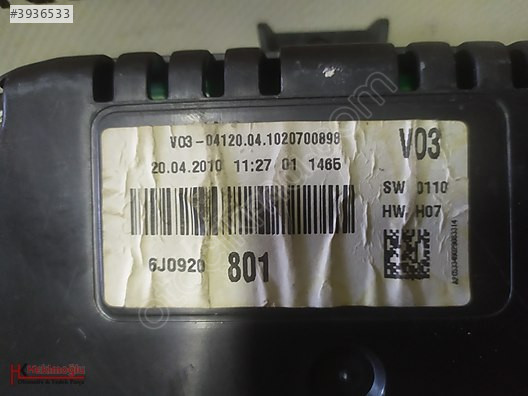 #3936533
V03-04120.04.1020700898
20.04.2010 11:27 01 1465
V03
SW 0110
HW H07
6J0920 801
Hekimoğlu